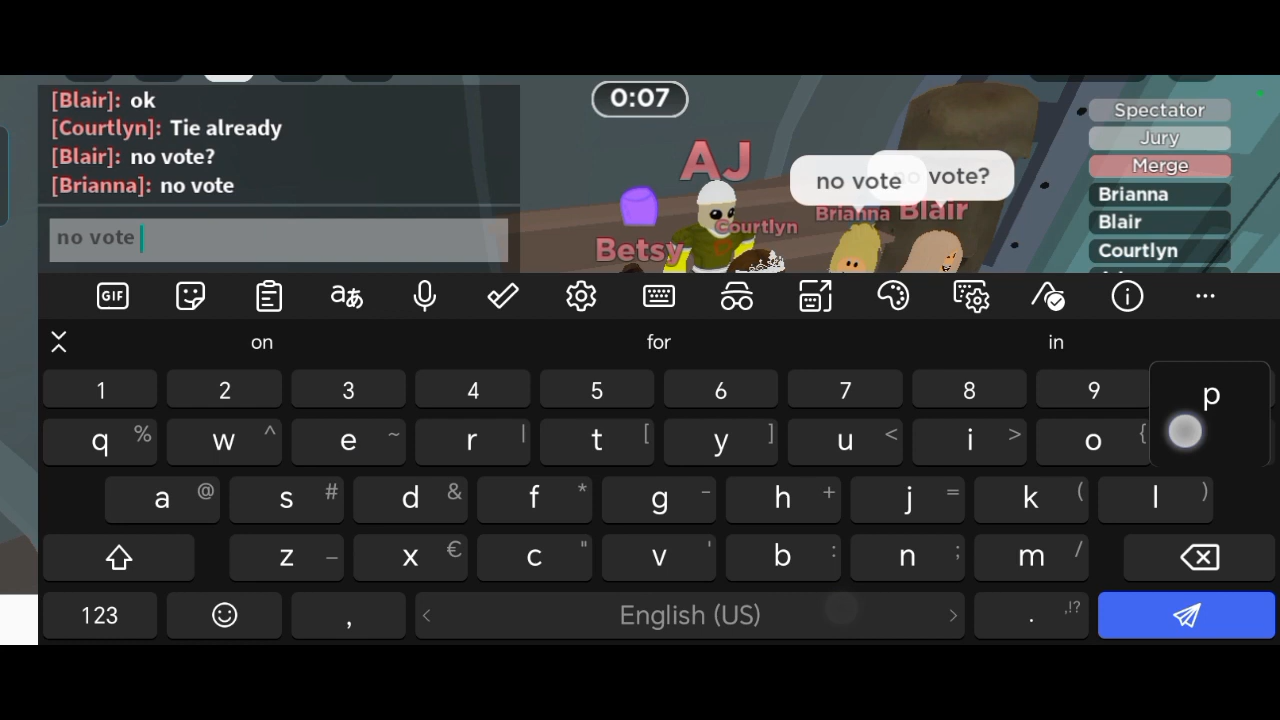 [Blair]: ok
[Courtlyn]: Tie already
[Blair]: no vote?
[Brianna]: no vote
no vote
0:07
AJ
Betsy
Courtlyn
no vote
vote?
Brianna
Blair
Spectator
Jury
Merge
Brianna
Blair
Courtlyn
GIF
on for in
1 2 3 4 5 6 7 8 9
q % w ^ e ~ r | t [ y ] u < i > o { p
a @ s # d & f * g - h + j = k ( l )
z _ x € c " v ' b : n ; m /
123 , < English (US) > . ,!?